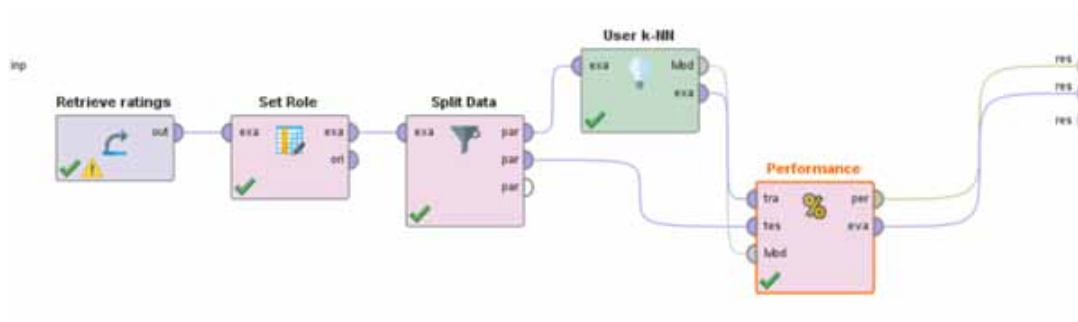 User k-NN
inp
exa
Mod
res
exa
res
Retrieve ratings
Set Role
Split Data
out
exa
exa
exa
par
res
ori
par
Performance
par
tra
per
tes
eva
Mod